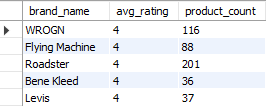 brand_name avg_rating product_count
WROGN 4 116
Flying Machine 4 88
Roadster 4 201
Bene Kleed 4 36
Levis 4 37